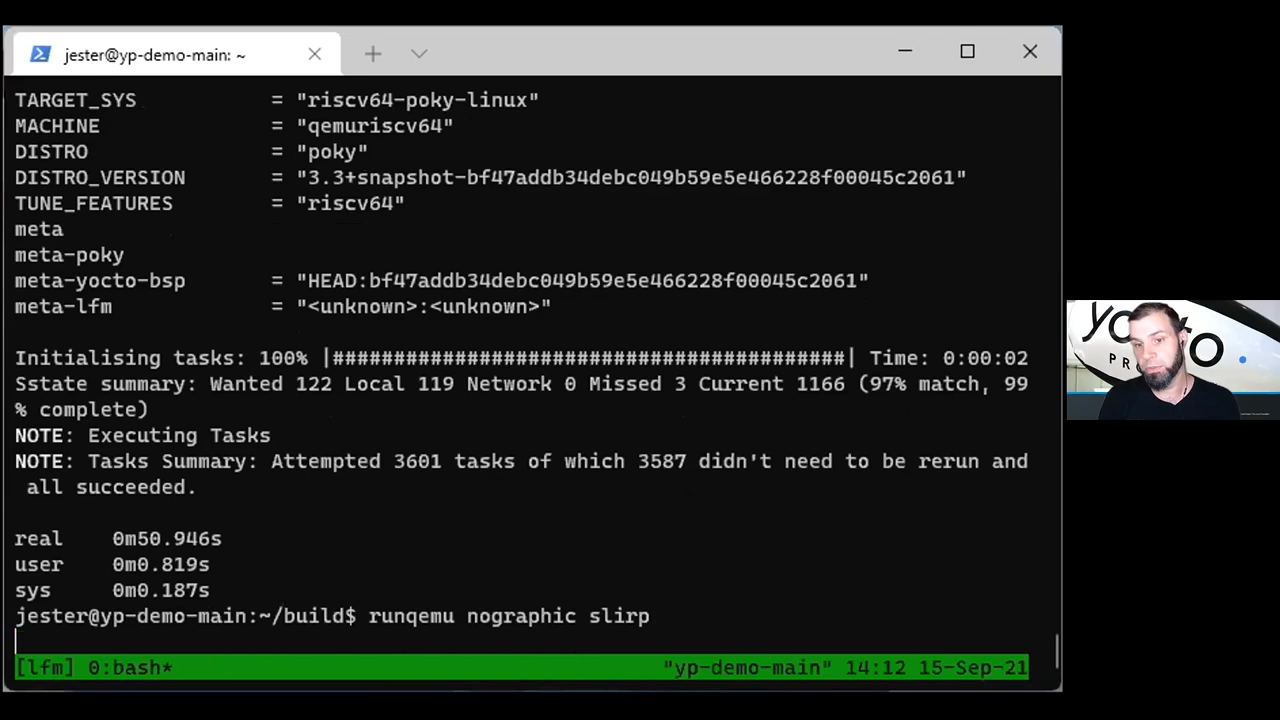 jester@yp-demo-main: ~
TARGET_SYS = "riscv64-poky-linux"
MACHINE = "qemuriscv64"
DISTRO = "poky"
DISTRO_VERSION = "3.3+snapshot-bf47addb34debc049b59e5e466228f00045c2061"
TUNE_FEATURES = "riscv64"
meta
meta-poky
meta-yocto-bsp = "HEAD:bf47addb34debc049b59e5e466228f00045c2061"
meta-lfm = "<unknown>:<unknown>"
Initialising tasks: 100% |##########################################| Time: 0:00:02
Sstate summary: Wanted 122 Local 119 Network 0 Missed 3 Current 1166 (97% match, 99
% complete)
NOTE: Executing Tasks
NOTE: Tasks Summary: Attempted 3601 tasks of which 3587 didn't need to be rerun and
all succeeded.
real 0m50.946s
user 0m0.819s
sys 0m0.187s
jester@yp-demo-main:~/build$ runqemu nographic slirp
[lfm] 0:bash* "yp-demo-main" 14:12 15-Sep-21